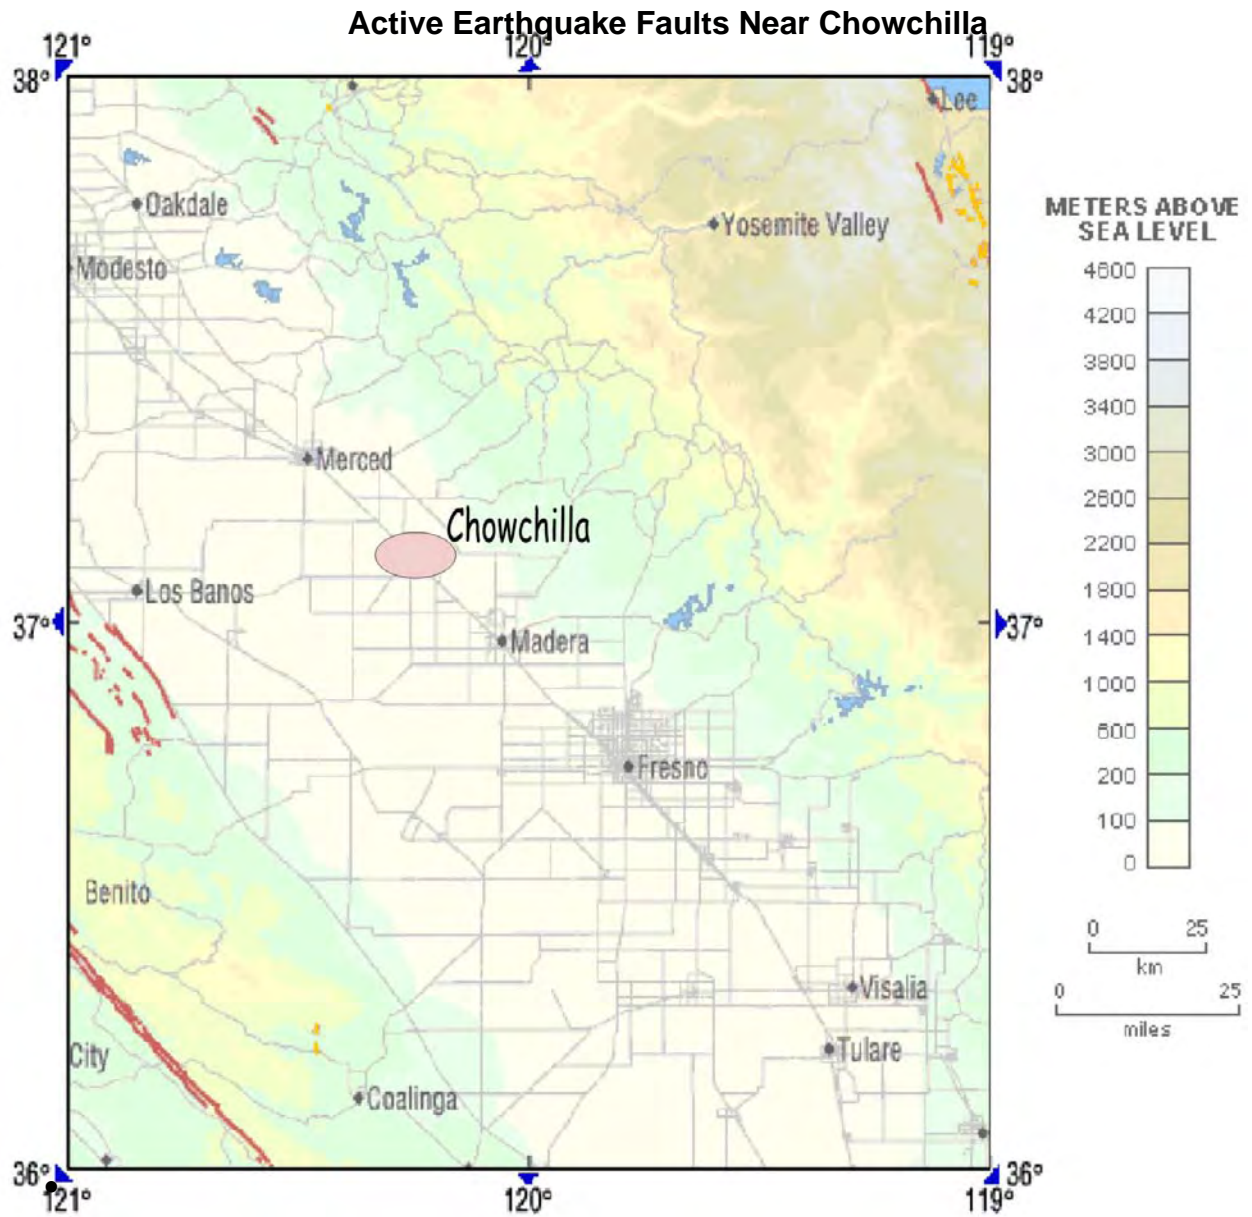 Active Earthquake Faults Near Chowchilla
121°
120°
119°
38°
38°
Lee
Oakdale
Yosemite Valley
Modesto
Merced
Chowchilla
Los Banos
37°
37°
Madera
Fresno
Benito
Visalia
City
Tulare
Coalinga
36°
36°
121°
120°
119°
METERS ABOVE
SEA LEVEL
4600
4200
3800
3400
3000
2600
2200
1800
1400
1000
600
200
100
0
0 25
km
0 25
miles